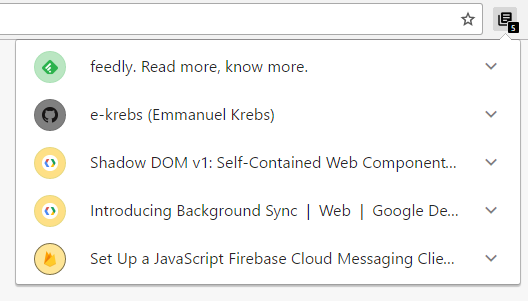 5
feedly. Read more, know more.
e-krebs (Emmanuel Krebs)
Shadow DOM v1: Self-Contained Web Component...
Introducing Background Sync | Web | Google De...
Set Up a JavaScript Firebase Cloud Messaging Clie...